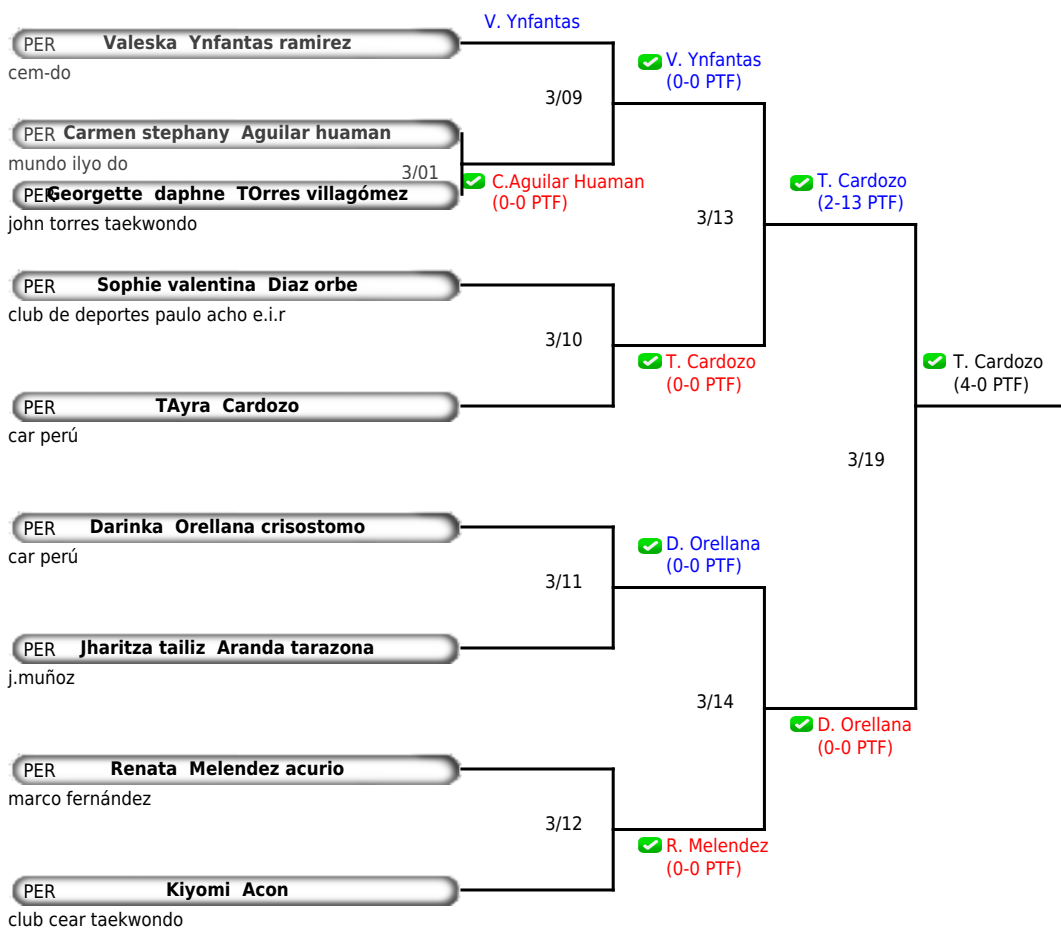 V. Ynfantas
PER Valeska Ynfantas ramirez
cem-do
V. Ynfantas
(0-0 PTF)
3/09
PER Carmen stephany Aguilar huaman
mundo ilyo do
3/01
C.Aguilar Huaman
(0-0 PTF)
PER Georgette daphne TOrres villagómez
john torres taekwondo
T. Cardozo
(2-13 PTF)
3/13
PER Sophie valentina Diaz orbe
club de deportes paulo acho e.i.r
3/10
T. Cardozo
(0-0 PTF)
T. Cardozo
(4-0 PTF)
PER TAyra Cardozo
car perú
3/19
PER Darinka Orellana crisostomo
car perú
D. Orellana
(0-0 PTF)
3/11
PER Jharitza tailiz Aranda tarazona
j.muñoz
3/14
D. Orellana
(0-0 PTF)
PER Renata Melendez acurio
marco fernández
3/12
R. Melendez
(0-0 PTF)
PER Kiyomi Acon
club cear taekwondo